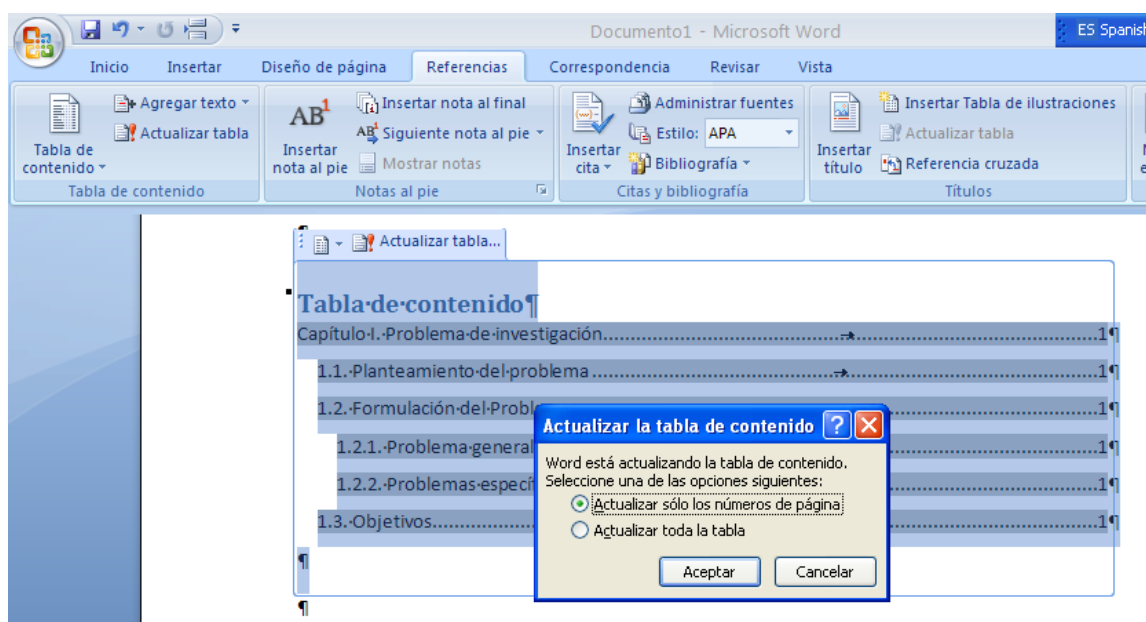 Documento1 - Microsoft Word
ES Spanish
Inicio Insertar Diseño de página Referencias Correspondencia Revisar Vista
Tabla de contenido
Agregar texto
Actualizar tabla
Tabla de contenido
AB1
Insertar nota al pie
Insertar nota al final
AB1 Siguiente nota al pie
Mostrar notas
Notas al pie
Insertar cita
Administrar fuentes
Estilo: APA
Bibliografía
Citas y bibliografía
Insertar título
Insertar Tabla de ilustraciones
Actualizar tabla
Referencia cruzada
Títulos
Actualizar tabla...
Tabla·de·contenido¶
Capítulo·I.·Problema·de·investigación..........→..........1¶
1.1.·Planteamiento·del·problema..........→..........1¶
1.2.·Formulación·del·Probl..........1¶
1.2.1.·Problema·general..........1¶
1.2.2.·Problemas·especí..........1¶
1.3.·Objetivos..........1¶
¶
¶
Actualizar la tabla de contenido
Word está actualizando la tabla de contenido.
Seleccione una de las opciones siguientes:
Actualizar sólo los números de página
Actualizar toda la tabla
Aceptar Cancelar